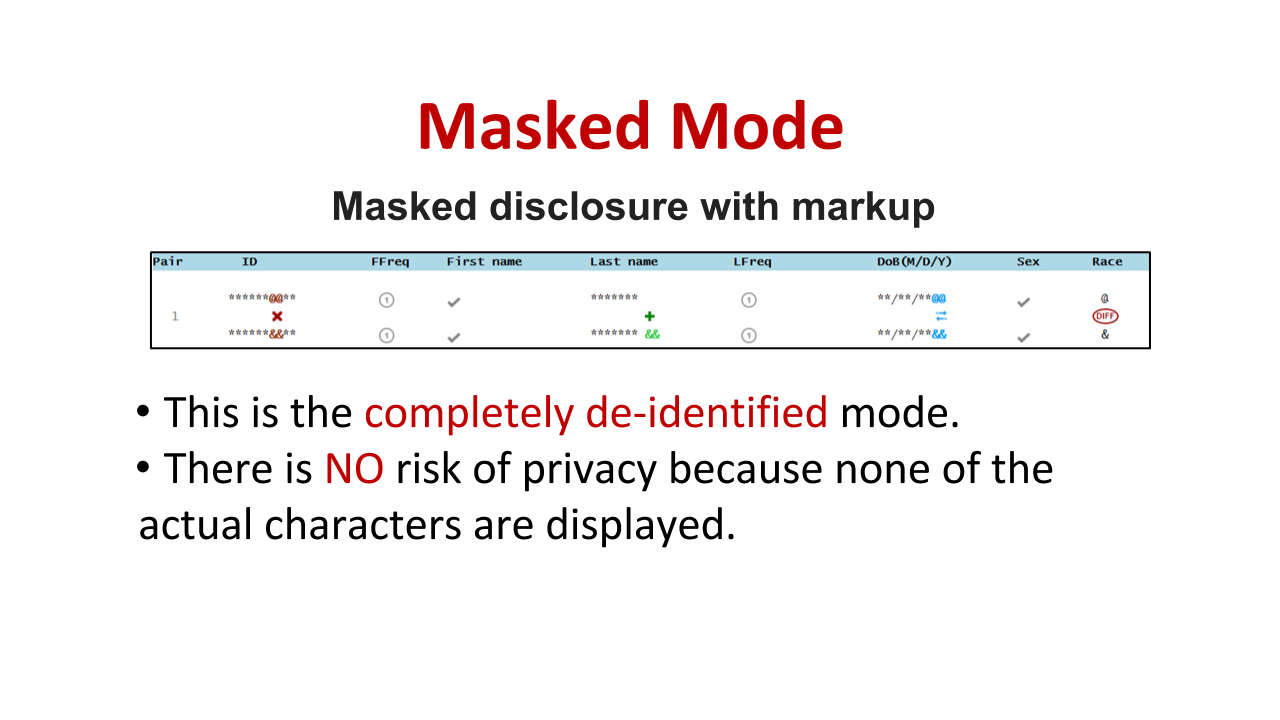 Masked Mode
Masked disclosure with markup
Pair ID FFreq First name Last name LFreq DoB(M/D/Y) Sex Race
******@@** 1 ✓ ******* 1 **/**/**@@ ✓ @
1 ✖ + ⇄ DIFF
******&&** 1 ✓ ******* && 1 **/**/**&& ✓ &
• This is the completely de-identified mode.
• There is NO risk of privacy because none of the
actual characters are displayed.